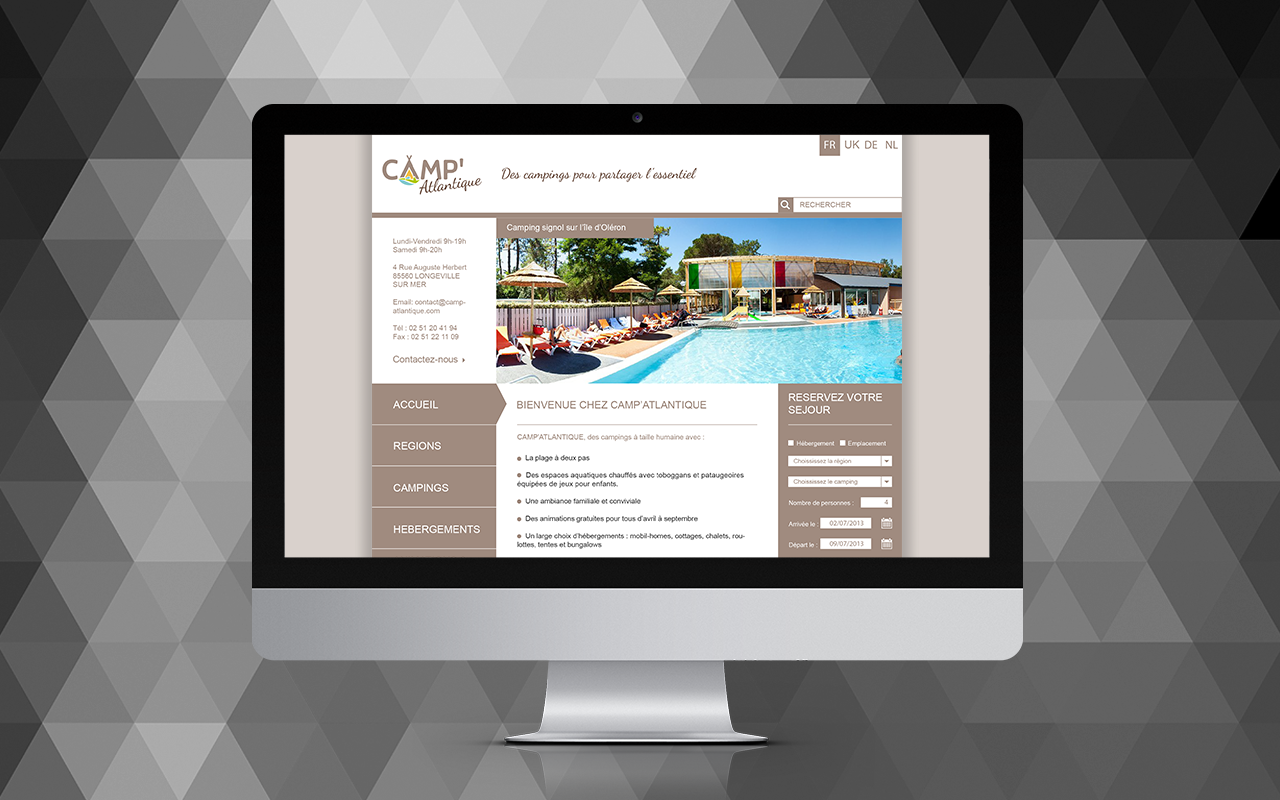 FR UK DE NL
CAMP'
Atlantique
Des campings pour partager l'essentiel
RECHERCHER
Lundi-Vendredi 9h-19h
Samedi 9h-20h
4 Rue Auguste Herbert
85560 LONGEVILLE
SUR MER
Email: contact@camp-
atlantique.com
Tél : 02 51 20 41 94
Fax : 02 51 22 11 09
Contactez-nous
Camping signol sur l'île d'Oléron
ACCUEIL
REGIONS
CAMPINGS
HEBERGEMENTS
BIENVENUE CHEZ CAMP'ATLANTIQUE
CAMP'ATLANTIQUE, des campings à taille humaine avec :
La plage à deux pas
Des espaces aquatiques chauffés avec toboggans et pataugeoires
équipées de jeux pour enfants.
Une ambiance familiale et conviviale
Des animations gratuites pour tous d'avril à septembre
Un large choix d'hébergements : mobil-homes, cottages, chalets, rou-
lottes, tentes et bungalows
RESERVEZ VOTRE
SEJOUR
Hébergement Emplacement
Choississez la région
Choississez le camping
Nombre de personnes : 4
Arrivée le : 02/07/2013
Départ le : 09/07/2013